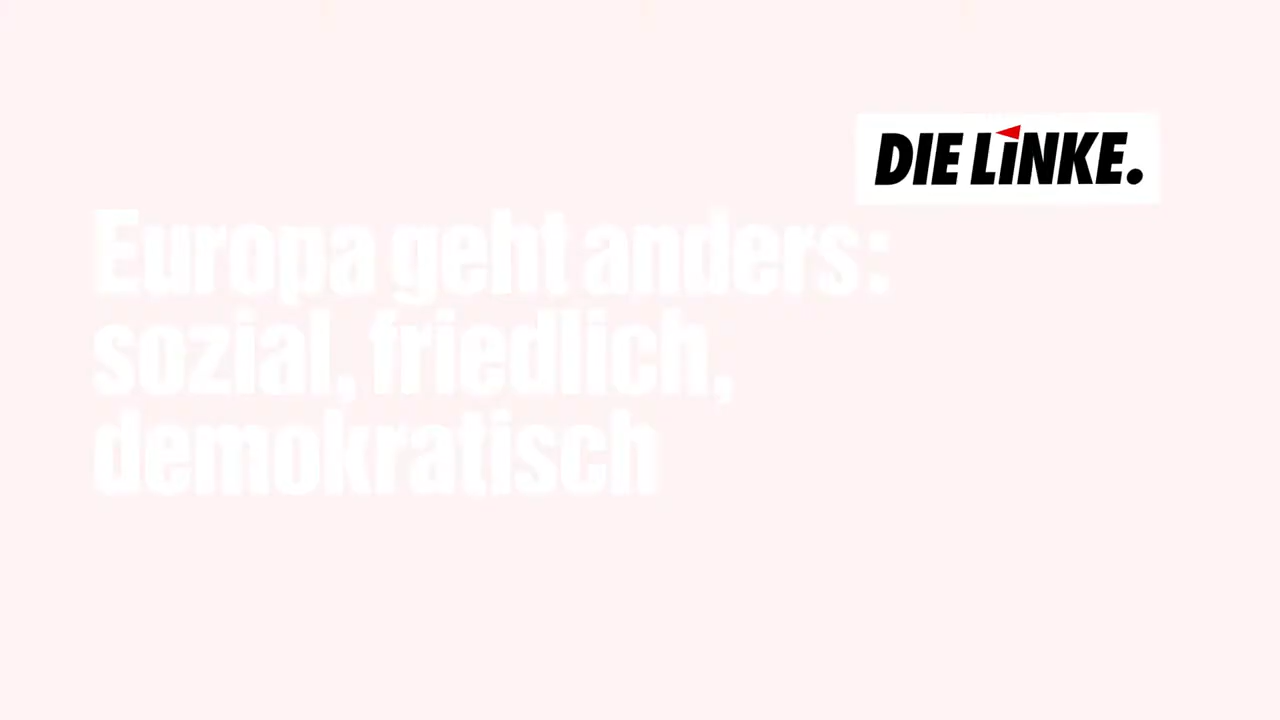 DIE LINKE.
Europa geht anders:
sozial, friedlich,
demokratisch